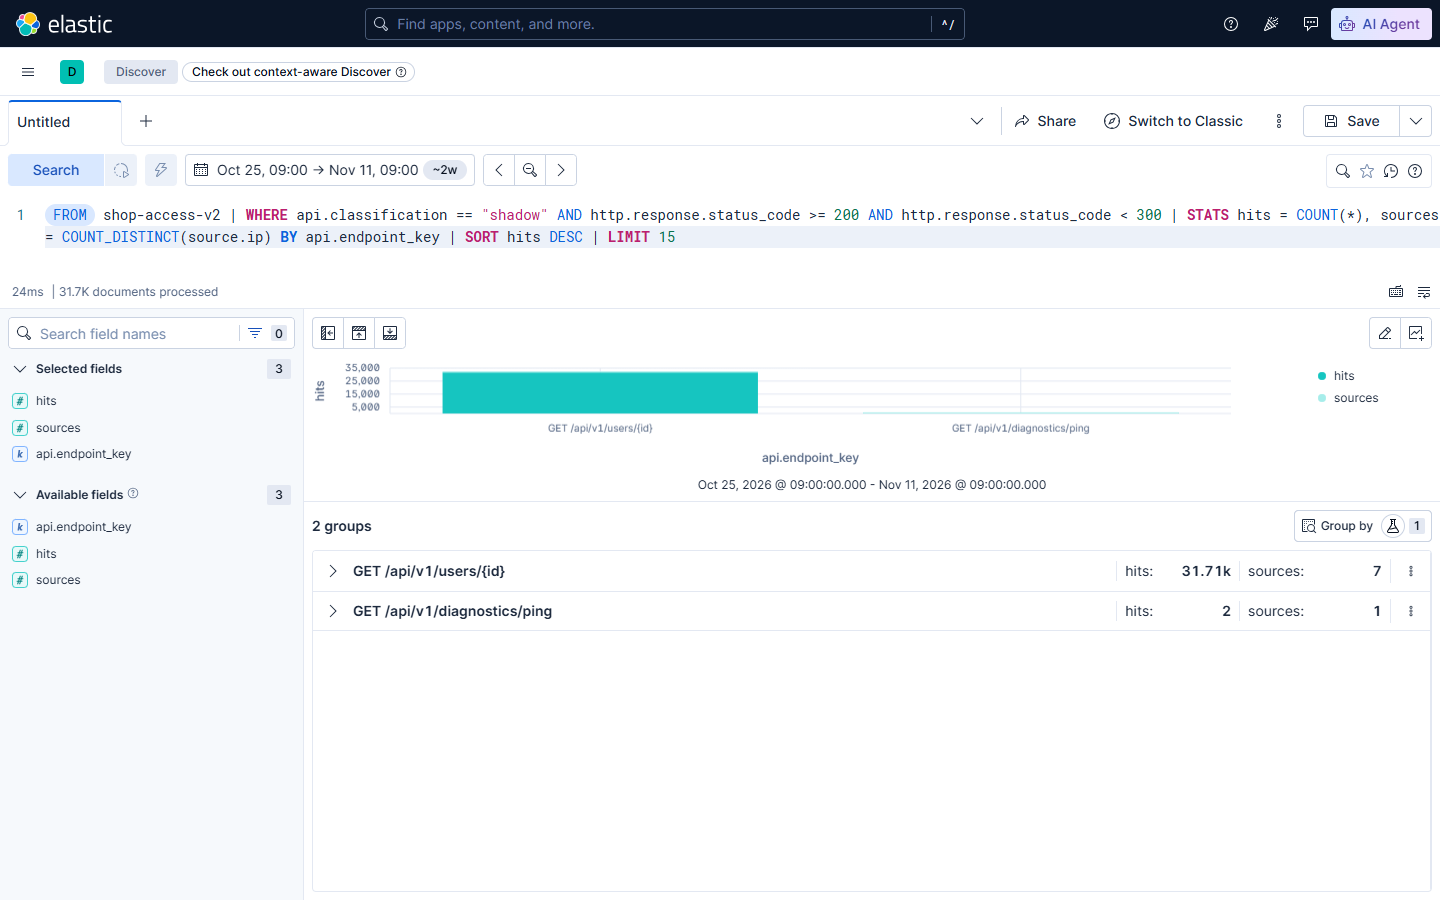 elastic
Find apps, content, and more.
^/
AI Agent
D
Discover
Check out context-aware Discover
Untitled
Share
Switch to Classic
Save
Search
Oct 25, 09:00 → Nov 11, 09:00 ~2w
1 FROM shop-access-v2 | WHERE api.classification == "shadow" AND http.response.status_code >= 200 AND http.response.status_code < 300 | STATS hits = COUNT(*), sources
= COUNT_DISTINCT(source.ip) BY api.endpoint_key | SORT hits DESC | LIMIT 15
24ms | 31.7K documents processed
Search field names
0
Selected fields 3
hits
sources
k api.endpoint_key
Available fields 3
k api.endpoint_key
hits
sources
hits
35,000
25,000
15,000
5,000
GET /api/v1/users/{id}
GET /api/v1/diagnostics/ping
api.endpoint_key
Oct 25, 2026 @ 09:00:00.000 - Nov 11, 2026 @ 09:00:00.000
hits
sources
2 groups
Group by 1
GET /api/v1/users/{id} hits: 31.71k sources: 7
GET /api/v1/diagnostics/ping hits: 2 sources: 1